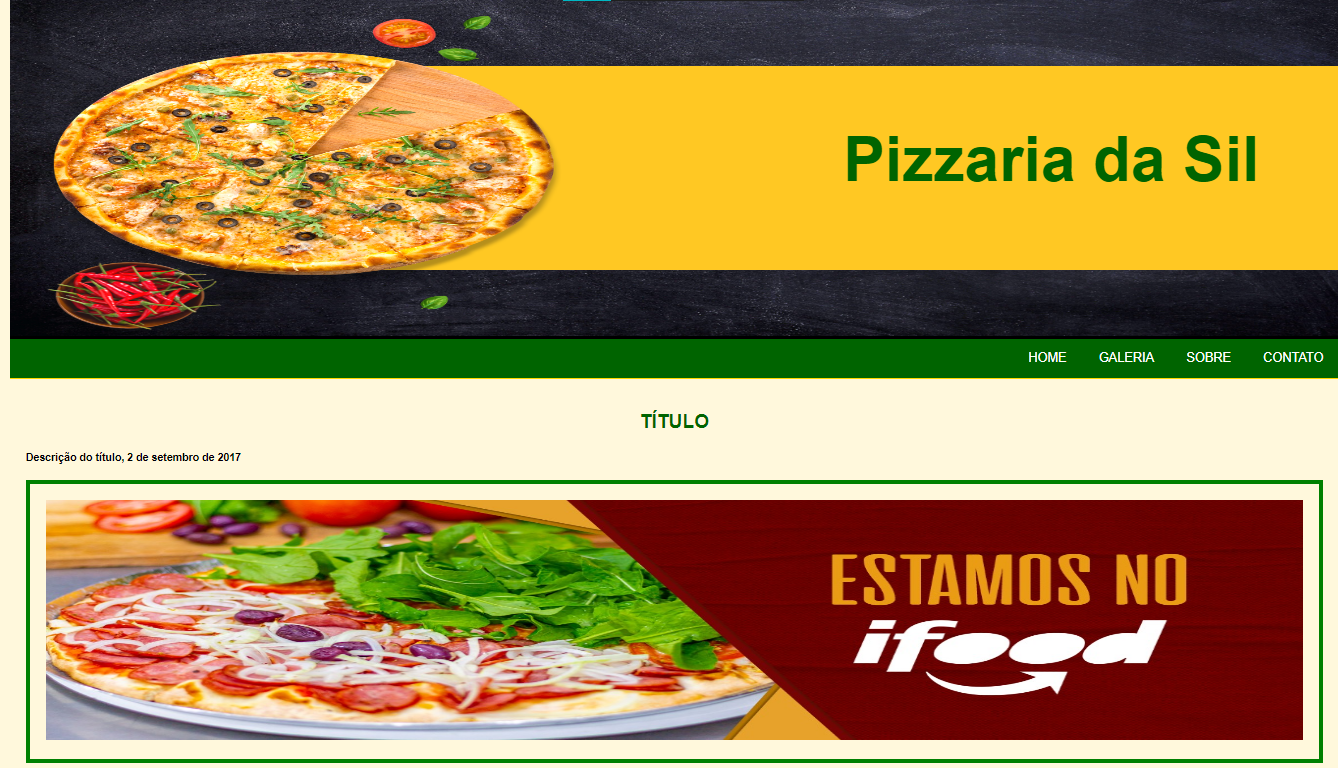 Pizzaria da Sil
HOME GALERIA SOBRE CONTATO
TÍTULO
Descrição do título, 2 de setembro de 2017
ESTAMOS NO
ifood